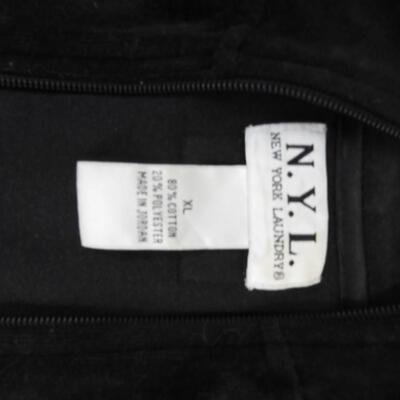 N.Y.L.
NEW YORK LAUNDRY®
XL
80% COTTON
20% POLYESTER
MADE IN JORDAN